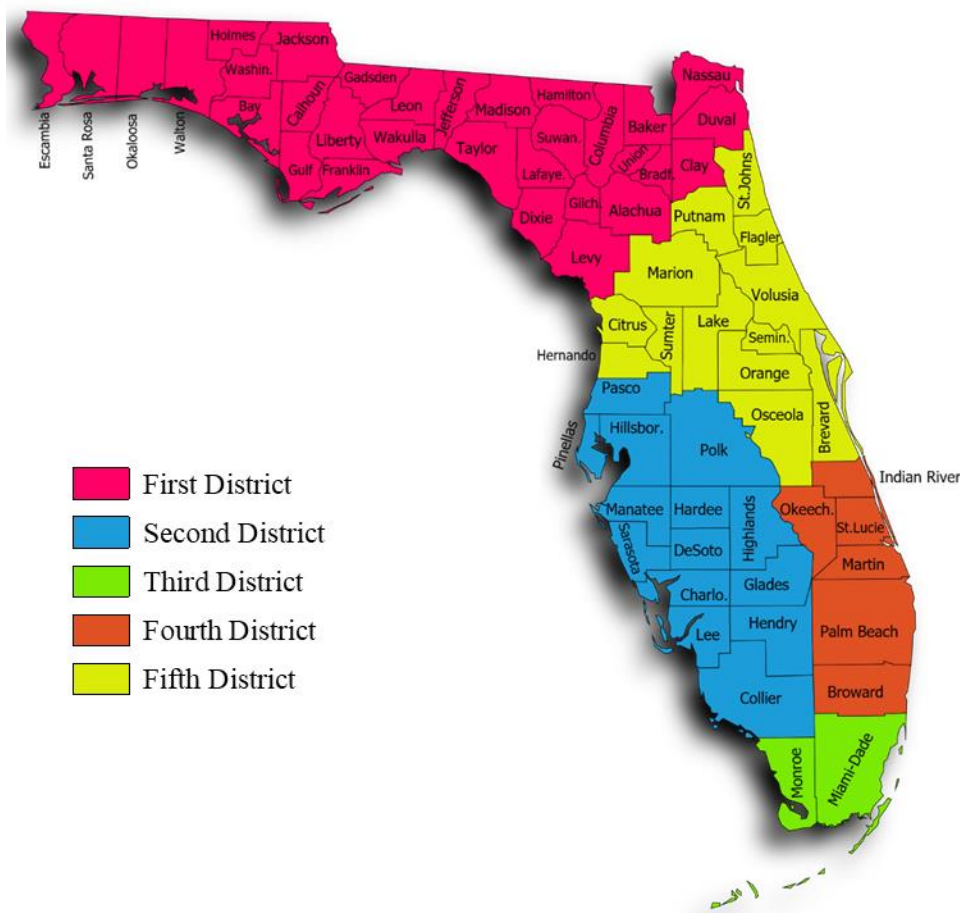 Holmes
Jackson
Washin.
Bay
Calhoun
Gadsden
Liberty
Gulf
Franklin
Leon
Wakulla
Jefferson
Madison
Taylor
Hamilton
Suwan.
Lafaye.
Dixie
Columbia
Gilch.
Levy
Baker
Union
Bradf.
Alachua
Nassau
Duval
Clay
Escambia
Santa Rosa
Okaloosa
Walton
St.Johns
Putnam
Flagler
Marion
Volusia
Citrus
Sumter
Lake
Semin.
Hernando
Orange
Osceola
Brevard
Pasco
Pinellas
Hillsbor.
Polk
Indian River
Manatee
Hardee
Highlands
Okeech.
St.Lucie
Sarasota
DeSoto
Martin
Charlo.
Glades
Lee
Hendry
Palm Beach
Collier
Broward
Monroe
Miami-Dade
First District
Second District
Third District
Fourth District
Fifth District